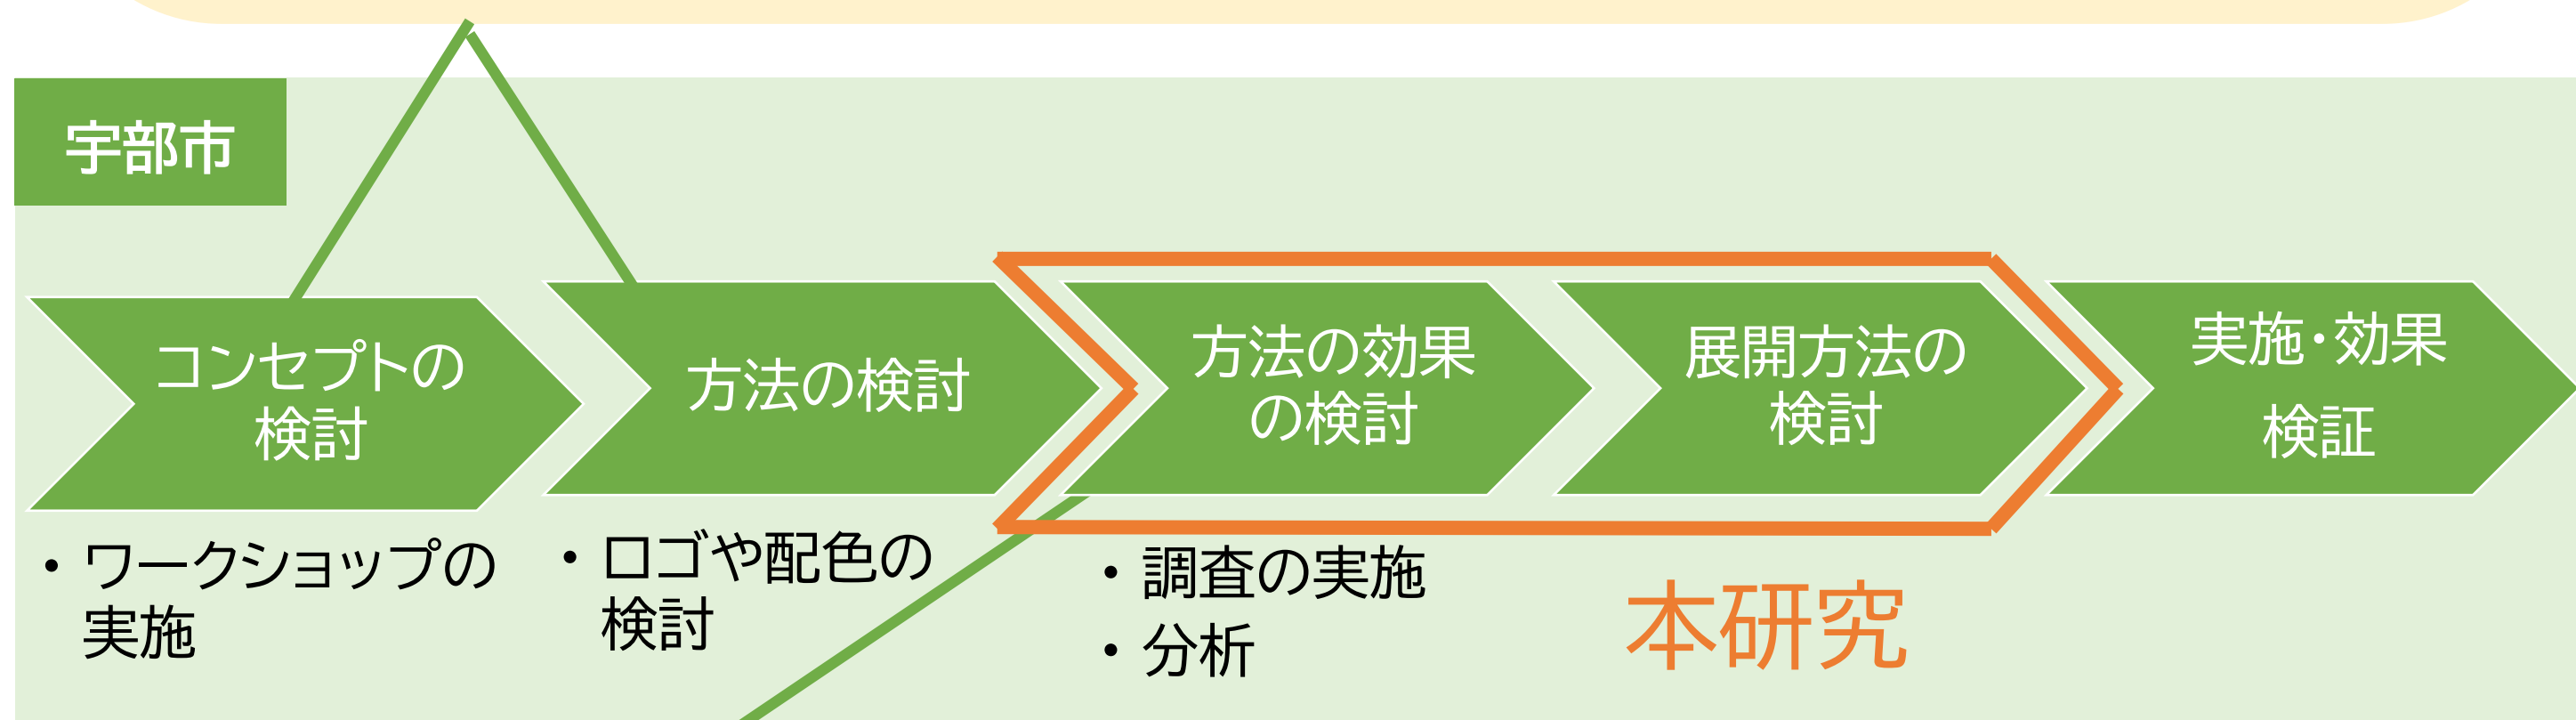 宇部市
コンセプトの
検討
方法の検討
方法の効果
の検討
展開方法の
検討
実施・効果
検証
・ワークショップの
実施
・ロゴや配色の
検討
・調査の実施
・分析
本研究